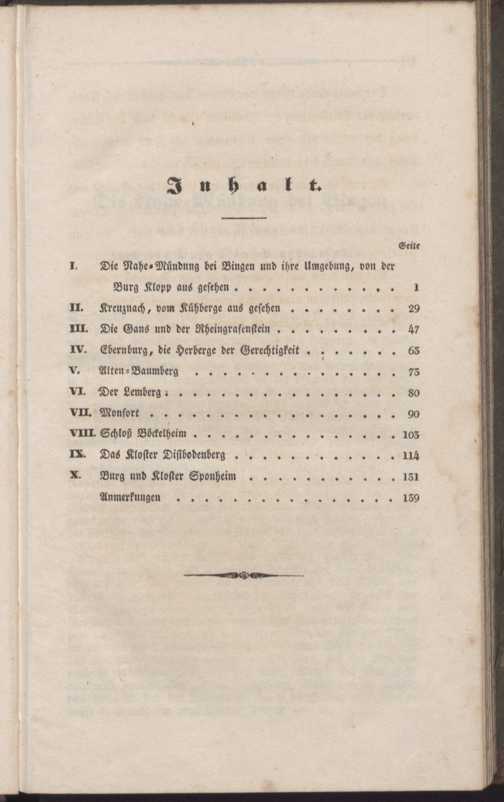 Inhalt.
Seite
I. Die Nahe-Mündung bei Bingen und ihre Umgebung, von der
Burg Klopp aus gesehen . . . . . . . . . . . . 1
II. Kreuznach, vom Kühberge aus gesehen . . . . . . . . 29
III. Die Gans und der Rheingrafenstein . . . . . . . . . 47
IV. Ebernburg, die Herberge der Gerechtigkeit . . . . . . . 63
V. Alten-Baumberg . . . . . . . . . . . . . . 73
VI. Der Lemberg . . . . . . . . . . . . . . . 80
VII. Monfort . . . . . . . . . . . . . . . . . 90
VIII. Schloß Böckelheim . . . . . . . . . . . . . . 103
IX. Das Kloster Disibodenberg . . . . . . . . . . . 114
X. Burg und Kloster Sponheim . . . . . . . . . . . 131
Anmerkungen . . . . . . . . . . . . . . . 139